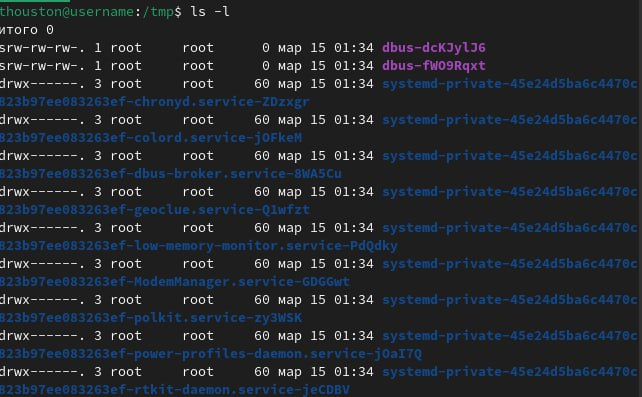 thouston@username:/tmp$ ls -l
итого 0
srw-rw-rw-. 1 root     root      0 мар 15 01:34 dbus-dcKJylJ6
srw-rw-rw-. 1 root     root      0 мар 15 01:34 dbus-fWO9Rqxt
drwx------. 3 root     root     60 мар 15 01:34 systemd-private-45e24d5ba6c4470c
823b97ee083263ef-chronyd.service-ZDzxgr
drwx------. 3 root     root     60 мар 15 01:34 systemd-private-45e24d5ba6c4470c
823b97ee083263ef-colord.service-jOFkeM
drwx------. 3 root     root     60 мар 15 01:34 systemd-private-45e24d5ba6c4470c
823b97ee083263ef-dbus-broker.service-8WA5Cu
drwx------. 3 root     root     60 мар 15 01:34 systemd-private-45e24d5ba6c4470c
823b97ee083263ef-geoclue.service-Q1wfzt
drwx------. 3 root     root     60 мар 15 01:34 systemd-private-45e24d5ba6c4470c
823b97ee083263ef-low-memory-monitor.service-PdQdky
drwx------. 3 root     root     60 мар 15 01:34 systemd-private-45e24d5ba6c4470c
823b97ee083263ef-ModemManager.service-GDGGwt
drwx------. 3 root     root     60 мар 15 01:34 systemd-private-45e24d5ba6c4470c
823b97ee083263ef-polkit.service-zy3WSK
drwx------. 3 root     root     60 мар 15 01:34 systemd-private-45e24d5ba6c4470c
823b97ee083263ef-power-profiles-daemon.service-jOaI7Q
drwx------. 3 root     root     60 мар 15 01:34 systemd-private-45e24d5ba6c4470c
823b97ee083263ef-rtkit-daemon.service-jeCDBV